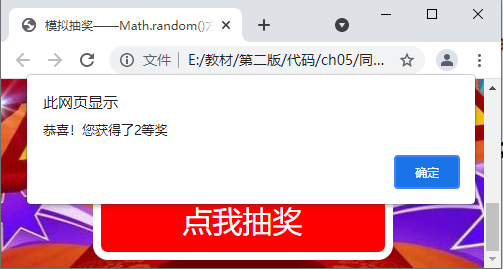 模拟抽奖——Math.random()方
文件
E:/教材/第二版/代码/ch05/同...
此网页显示
恭喜！您获得了2等奖
确定
点我抽奖